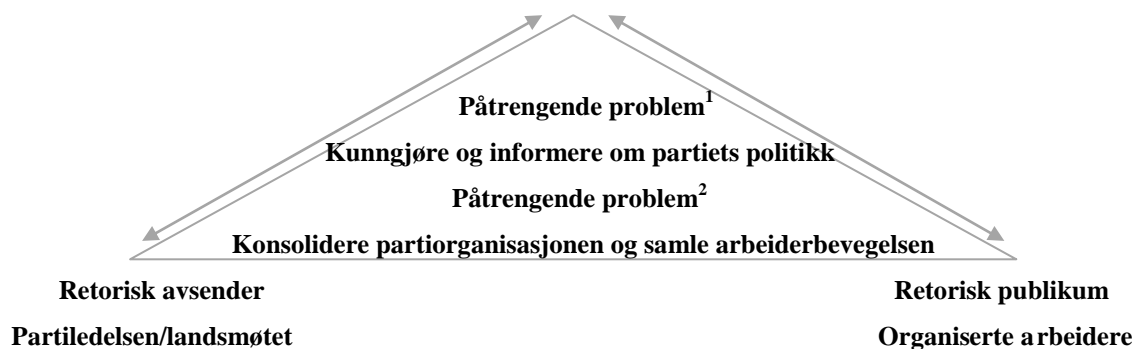 Påtrengende problem¹
Kunngjøre og informere om partiets politikk
Påtrengende problem²
Konsolidere partiorganisasjonen og samle arbeiderbevegelsen
Retorisk avsender
Partiledelsen/landsmøtet
Retorisk publikum
Organiserte arbeidere